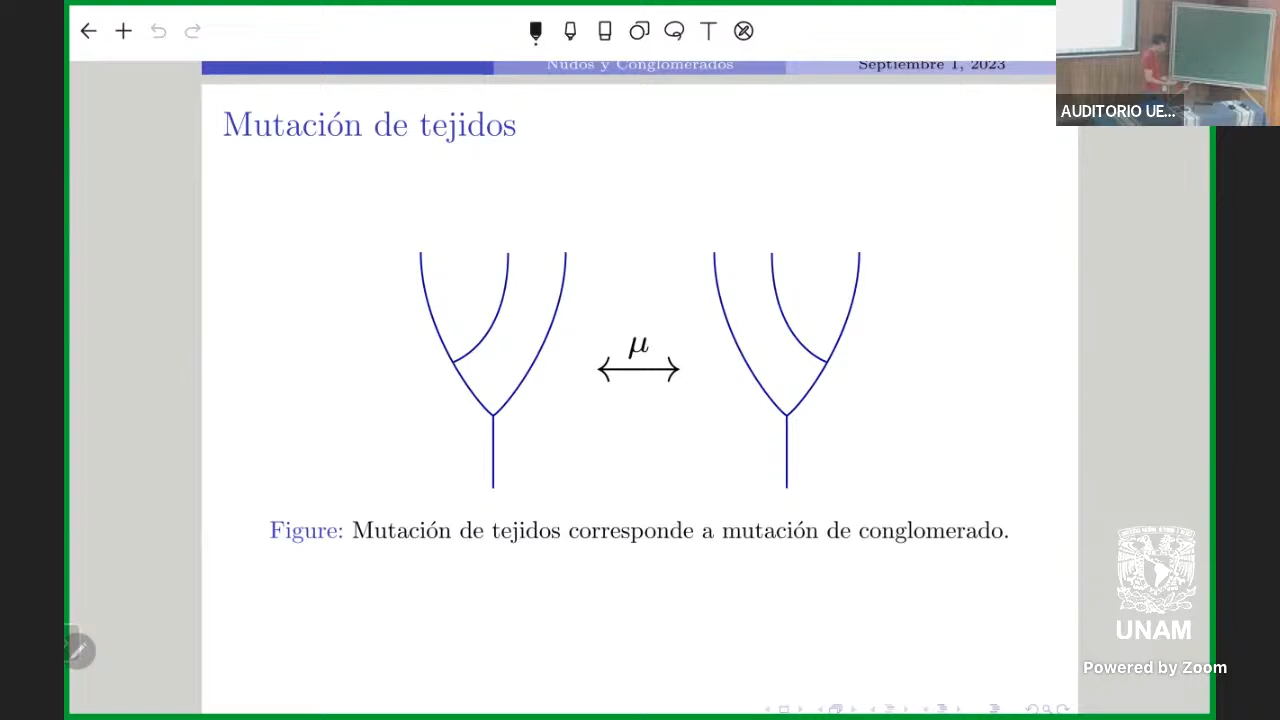 Nudos y Conglomerados
Septiembre 1, 2023
AUDITORIO UE...
Mutación de tejidos
μ
Figure: Mutación de tejidos corresponde a mutación de conglomerado.
UNAM
Powered by Zoom